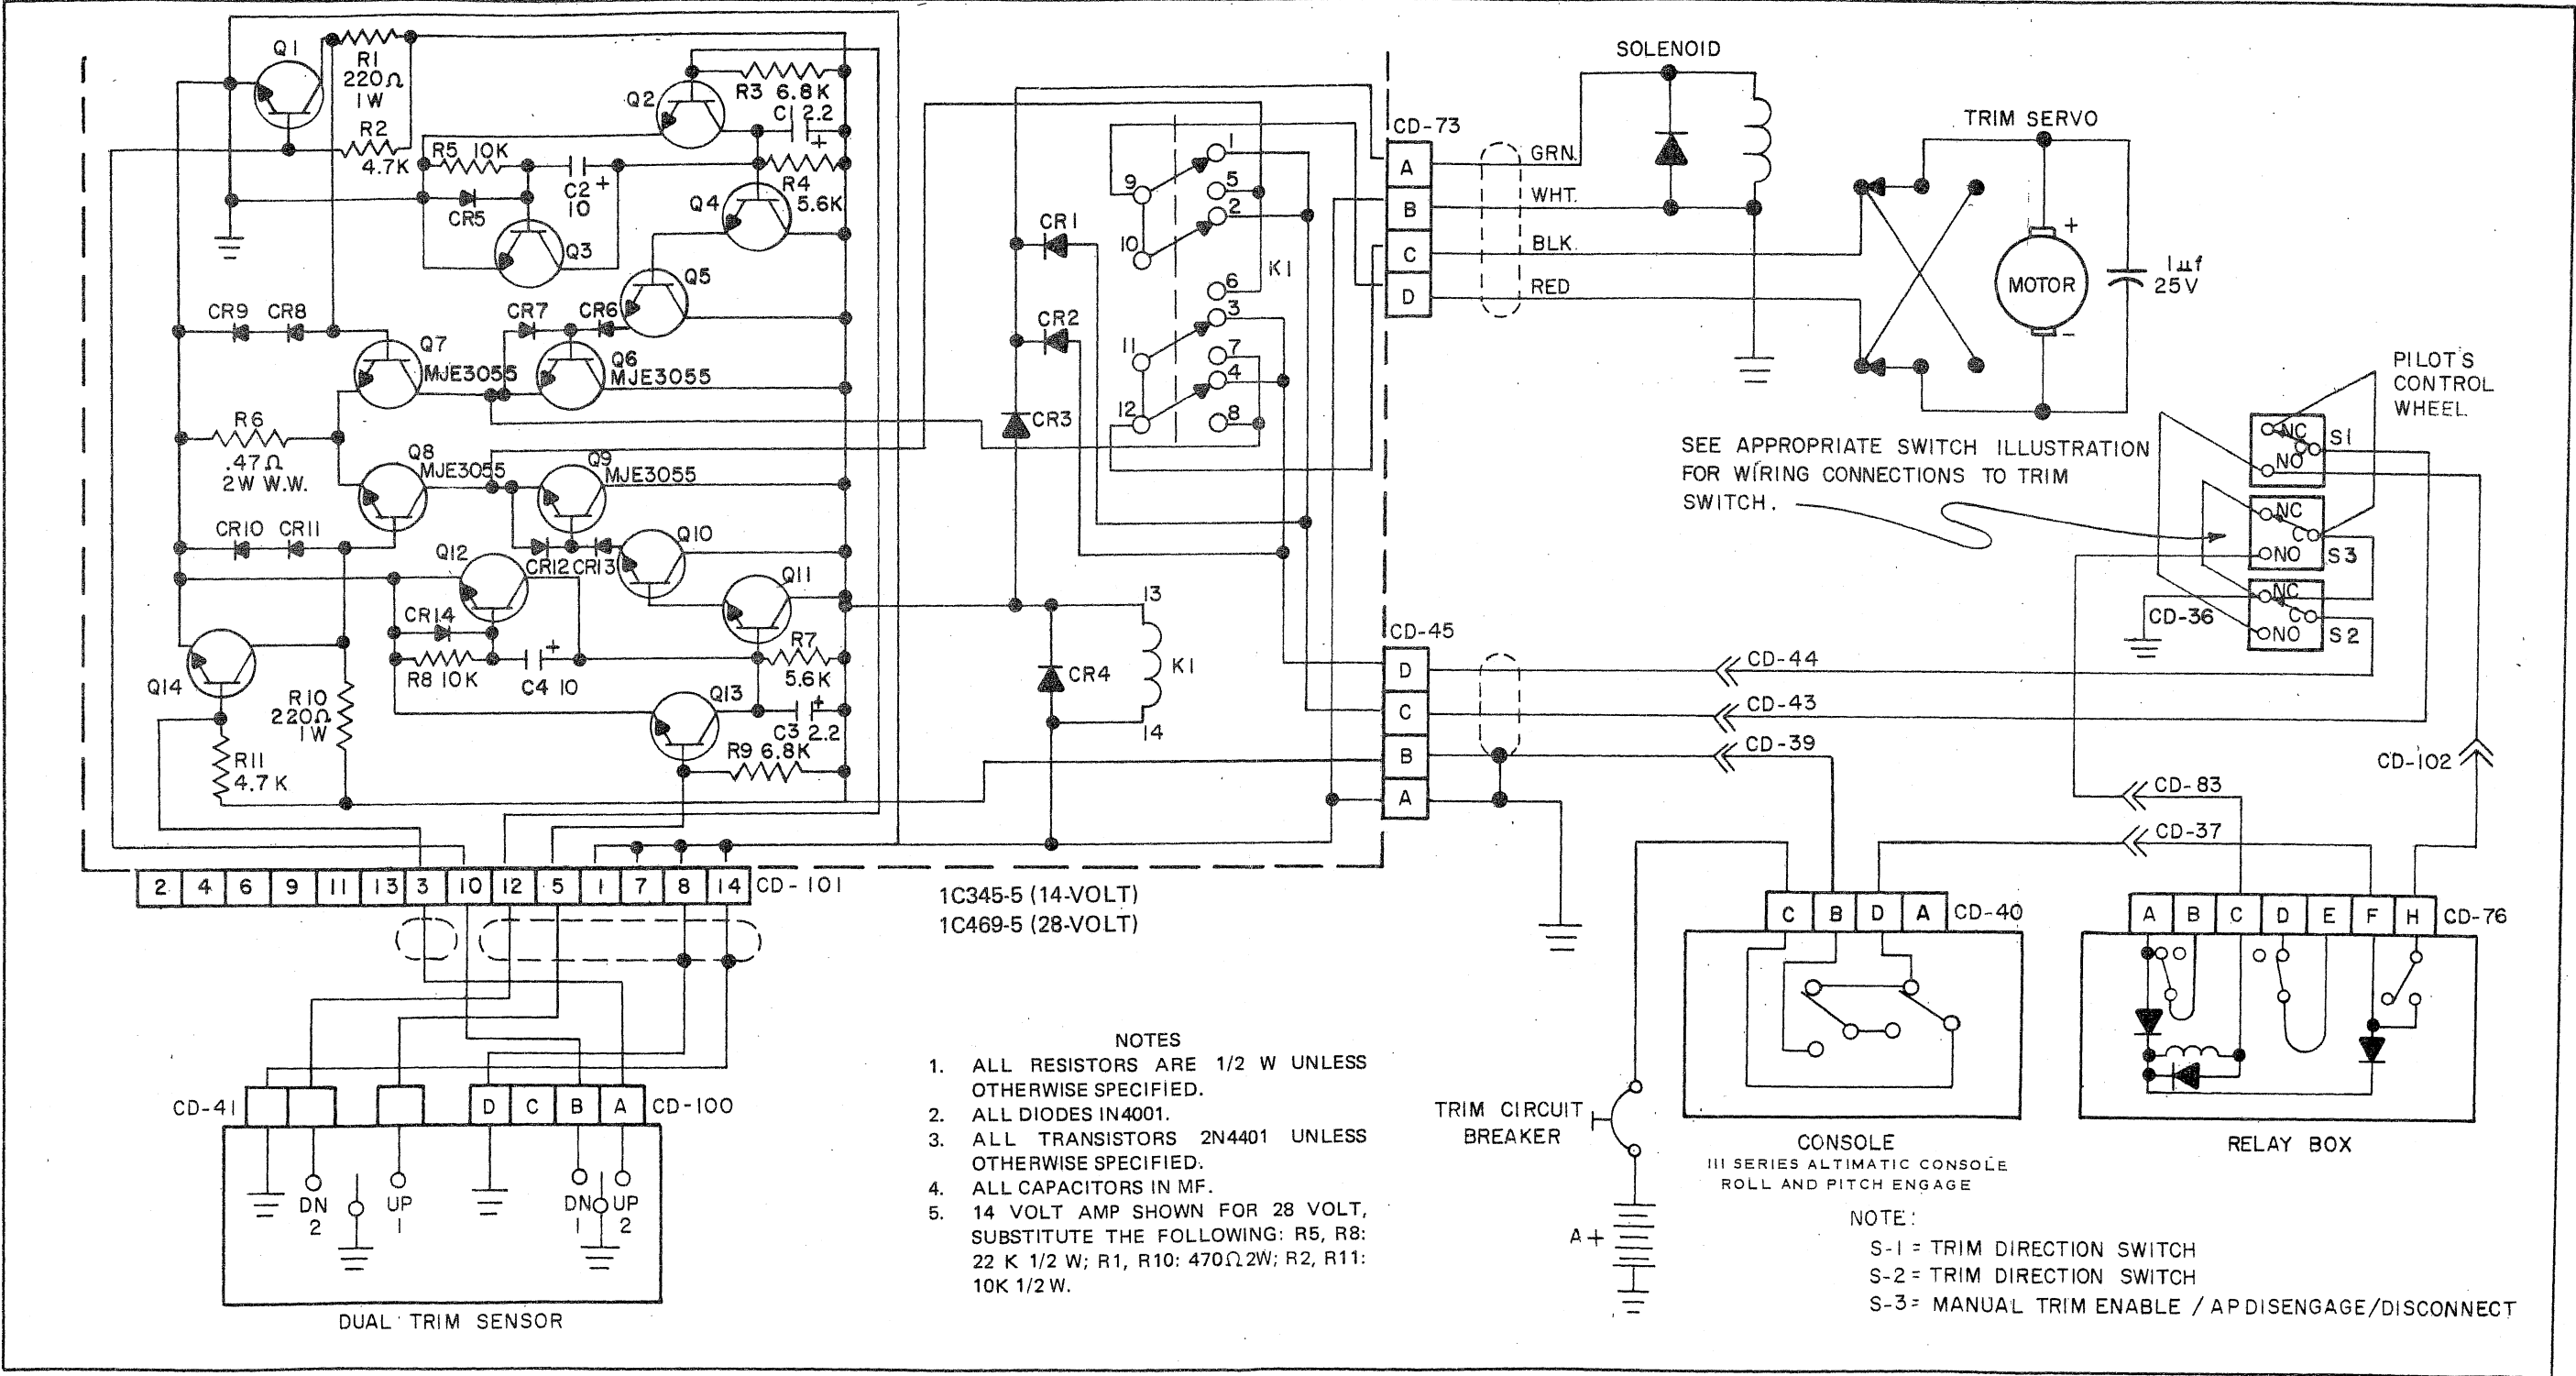 Q1
R1
220Ω
1W
R2
4.7K
Q2
R3 6.8K
C1 2.2
+
R5 10K
C2 +
10
CR5
Q3
R4
5.6K
Q4
Q5
CR9 CR8
CR7
CR6
Q7
MJE3055
Q6
MJE3055
R6
.47Ω
2W W.W.
Q8
MJE3055
Q9
MJE3055
CR10 CR11
Q12
CR12 CR13
Q10
Q11
CR14
R8 10K
C4 10
+
R7
5.6K
Q14
R10
220Ω
1W
Q13
C3 2.2
+
R9 6.8K
R11
4.7K
CR1
CR2
CR3
CR4
1
5
9
2
10
K1
6
3
11
7
4
12
8
13
K1
14
2 4 6 9 11 13 3 10 12 5 1 7 8 14 CD-101
1C345-5 (14-VOLT)
1C469-5 (28-VOLT)
CD-73
A
B
C
D
GRN.
WHT.
BLK.
RED
SOLENOID
TRIM SERVO
+
MOTOR
-
1µf
25V
PILOT'S
CONTROL
WHEEL
SEE APPROPRIATE SWITCH ILLUSTRATION
FOR WIRING CONNECTIONS TO TRIM
SWITCH.
NC
C
NO
S1
NC
C
NO
S3
NC
C
NO
S2
CD-36
CD-45
D
C
B
A
CD-44
CD-43
CD-39
CD-102
CD-83
CD-37
C B D A CD-40
A B C D E F H CD-76
CONSOLE
III SERIES ALTIMATIC CONSOLE
ROLL AND PITCH ENGAGE
RELAY BOX
TRIM CIRCUIT
BREAKER
A+
CD-41
D C B A CD-100
DN
2
UP
1
DN
1
UP
2
DUAL TRIM SENSOR
NOTES
1. ALL RESISTORS ARE 1/2 W UNLESS
OTHERWISE SPECIFIED.
2. ALL DIODES IN4001.
3. ALL TRANSISTORS 2N4401 UNLESS
OTHERWISE SPECIFIED.
4. ALL CAPACITORS IN MF.
5. 14 VOLT AMP SHOWN FOR 28 VOLT,
SUBSTITUTE THE FOLLOWING: R5, R8:
22 K 1/2 W; R1, R10: 470Ω 2W; R2, R11:
10K 1/2 W.
NOTE:
S-1 = TRIM DIRECTION SWITCH
S-2 = TRIM DIRECTION SWITCH
S-3= MANUAL TRIM ENABLE / AP DISENGAGE/DISCONNECT